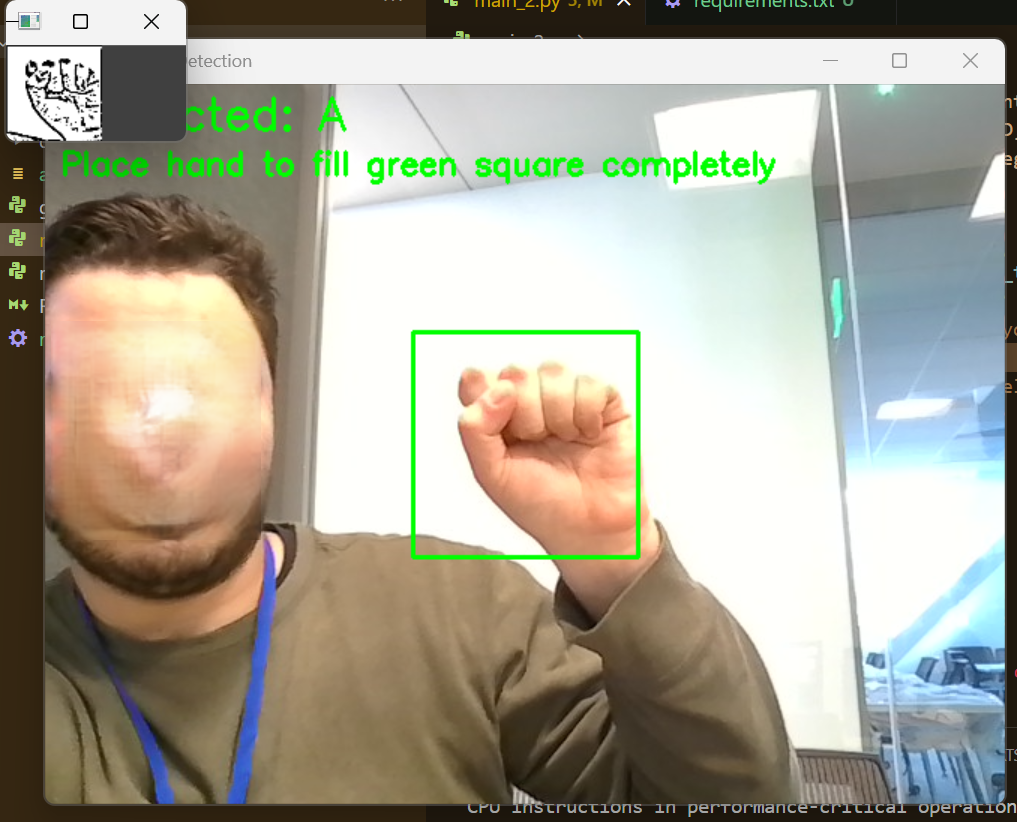 main_2.py 3, M
requirements.txt U
etection
cted: A
Place hand to fill green square completely
CPU instructions in performance-critical operation